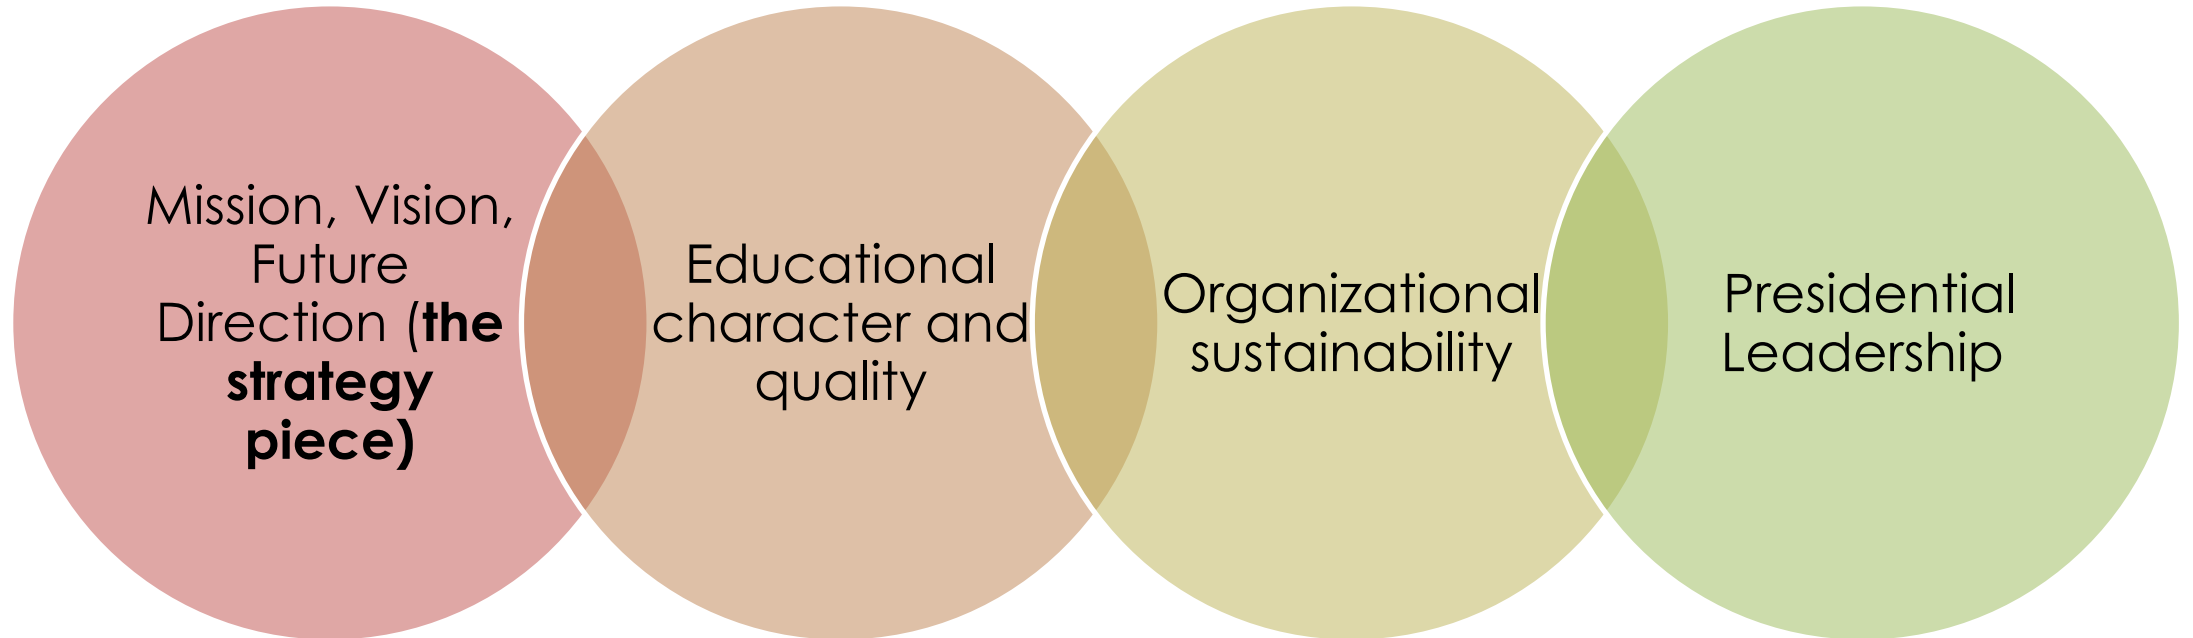 Mission, Vision,
Future
Direction (the
strategy
piece)
Educational
character and
quality
Organizational
sustainability
Presidential
Leadership